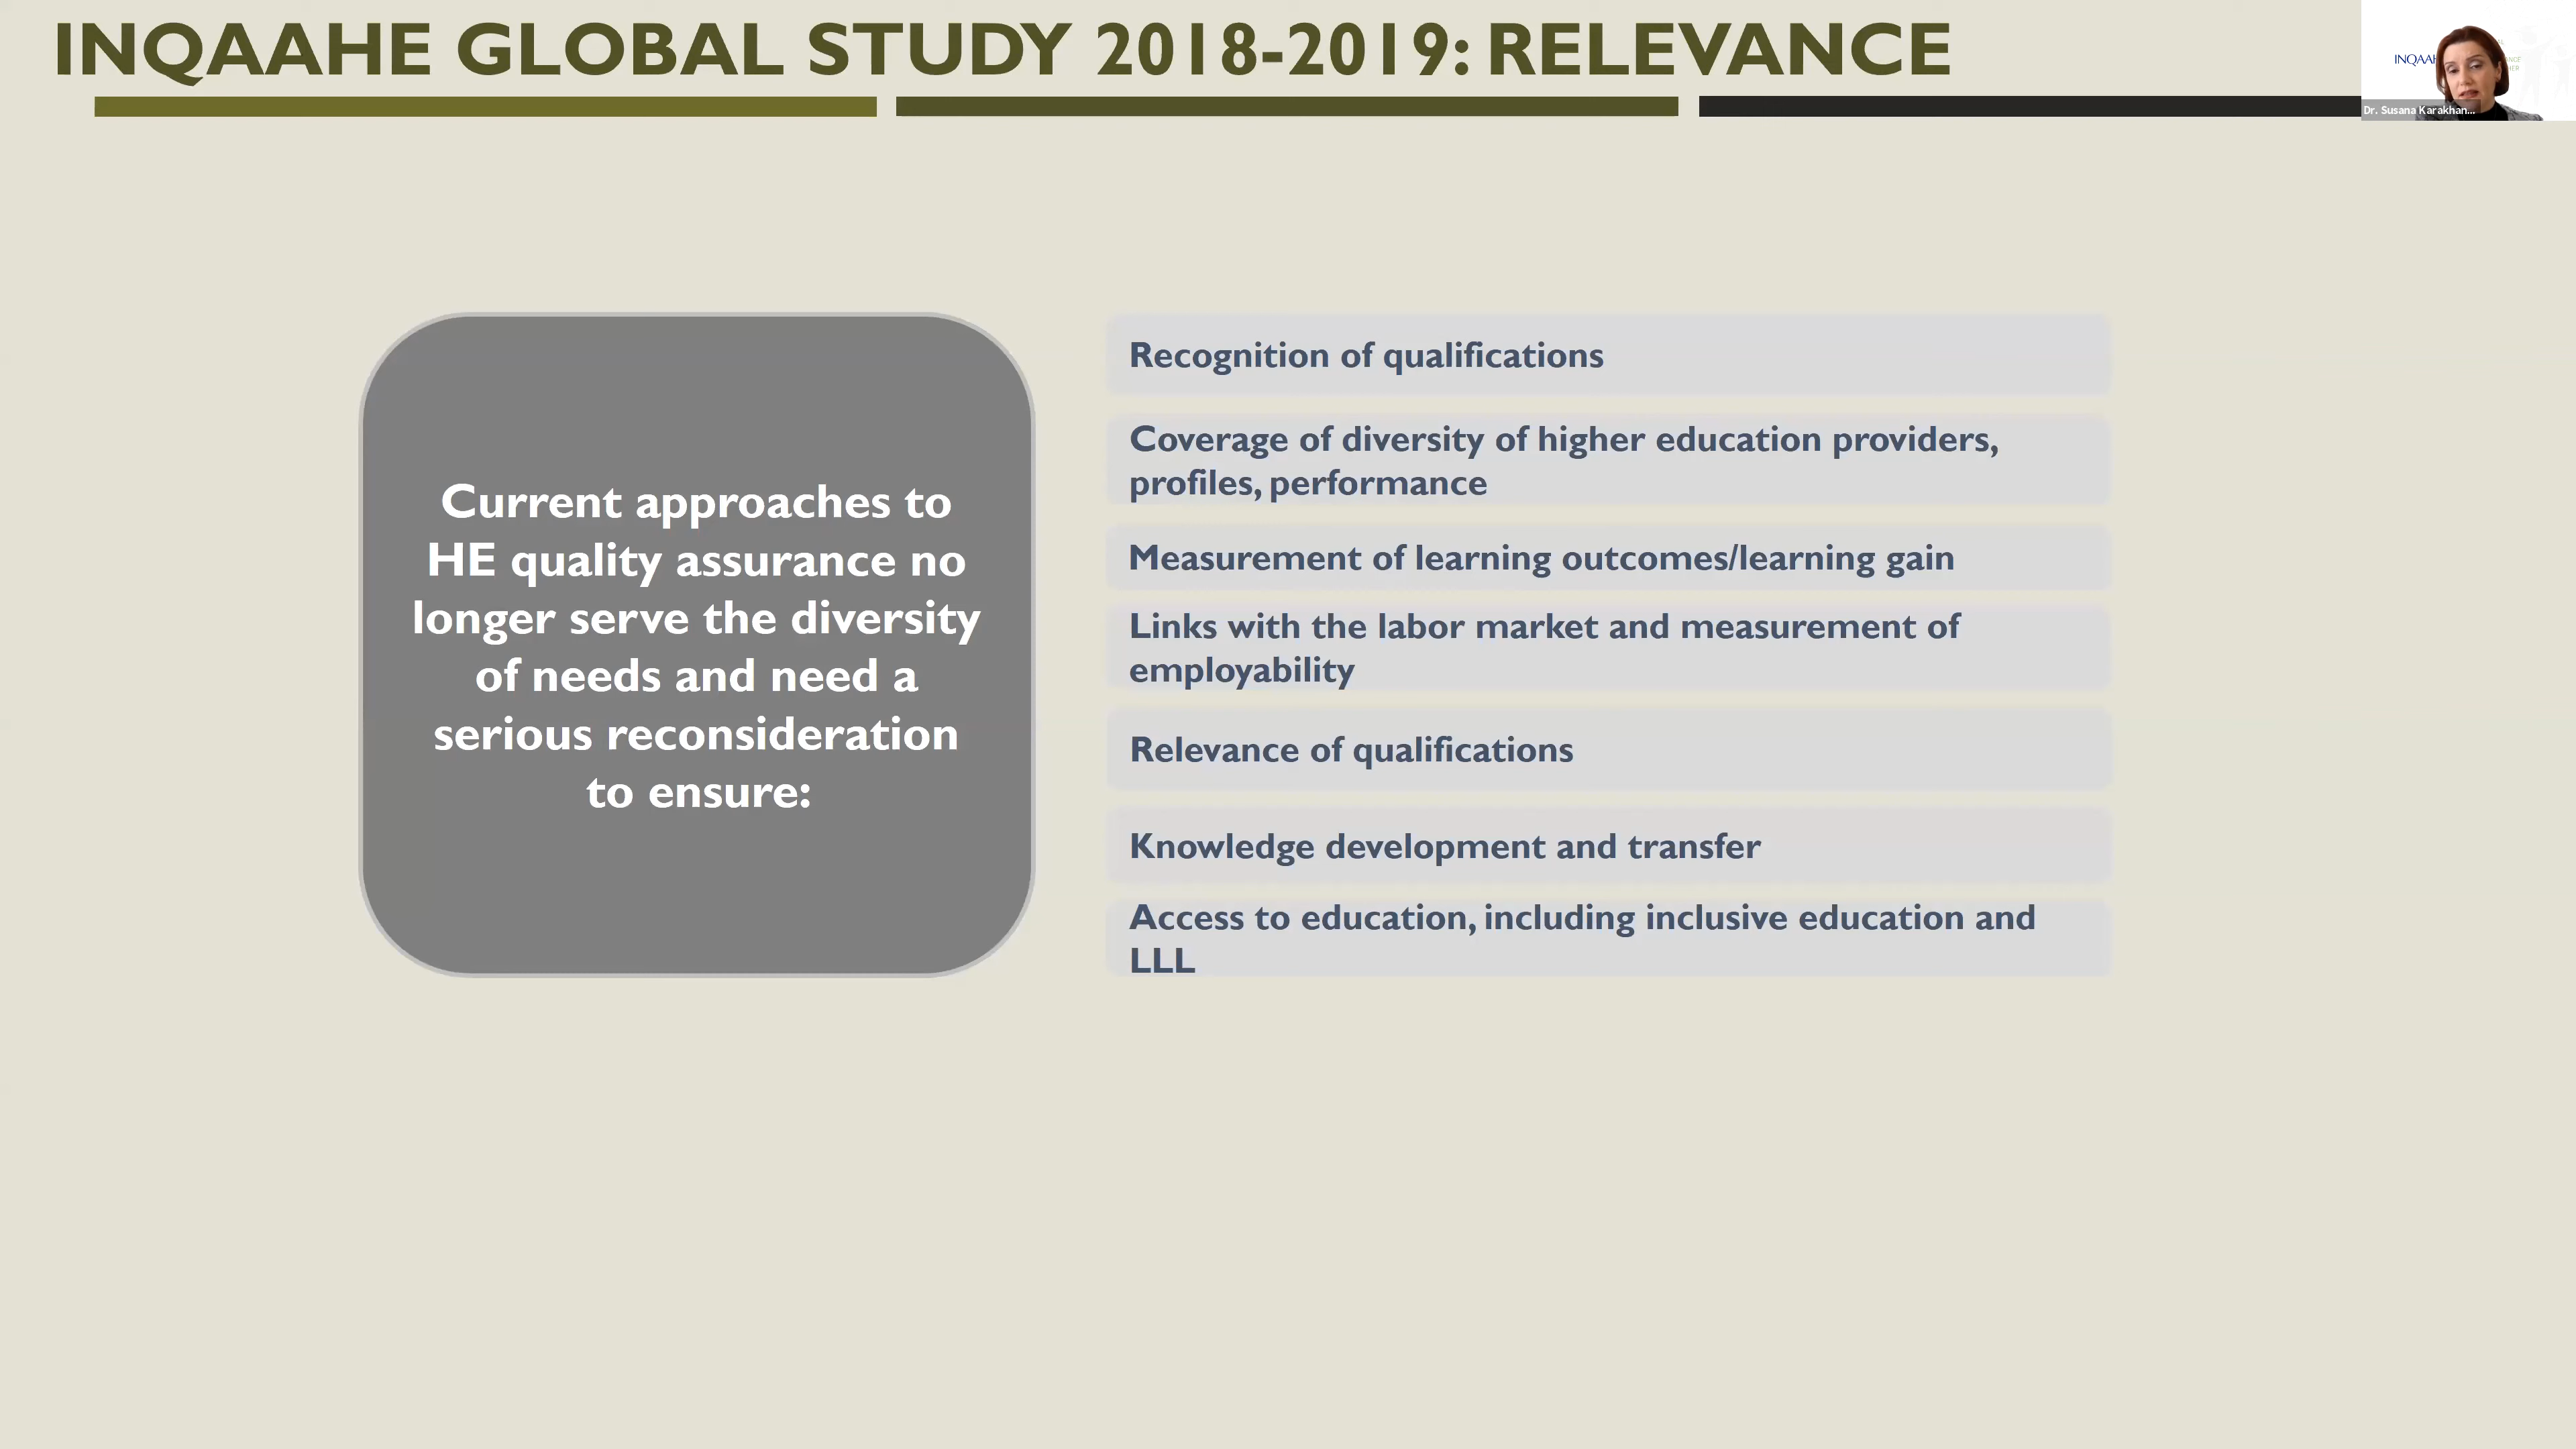 INQAAHE GLOBAL STUDY 2018-2019: RELEVANCE
Dr. Susana Karakhan...
Current approaches to
HE quality assurance no
longer serve the diversity
of needs and need a
serious reconsideration
to ensure:
Recognition of qualifications
Coverage of diversity of higher education providers,
profiles, performance
Measurement of learning outcomes/learning gain
Links with the labor market and measurement of
employability
Relevance of qualifications
Knowledge development and transfer
Access to education, including inclusive education and
LLL